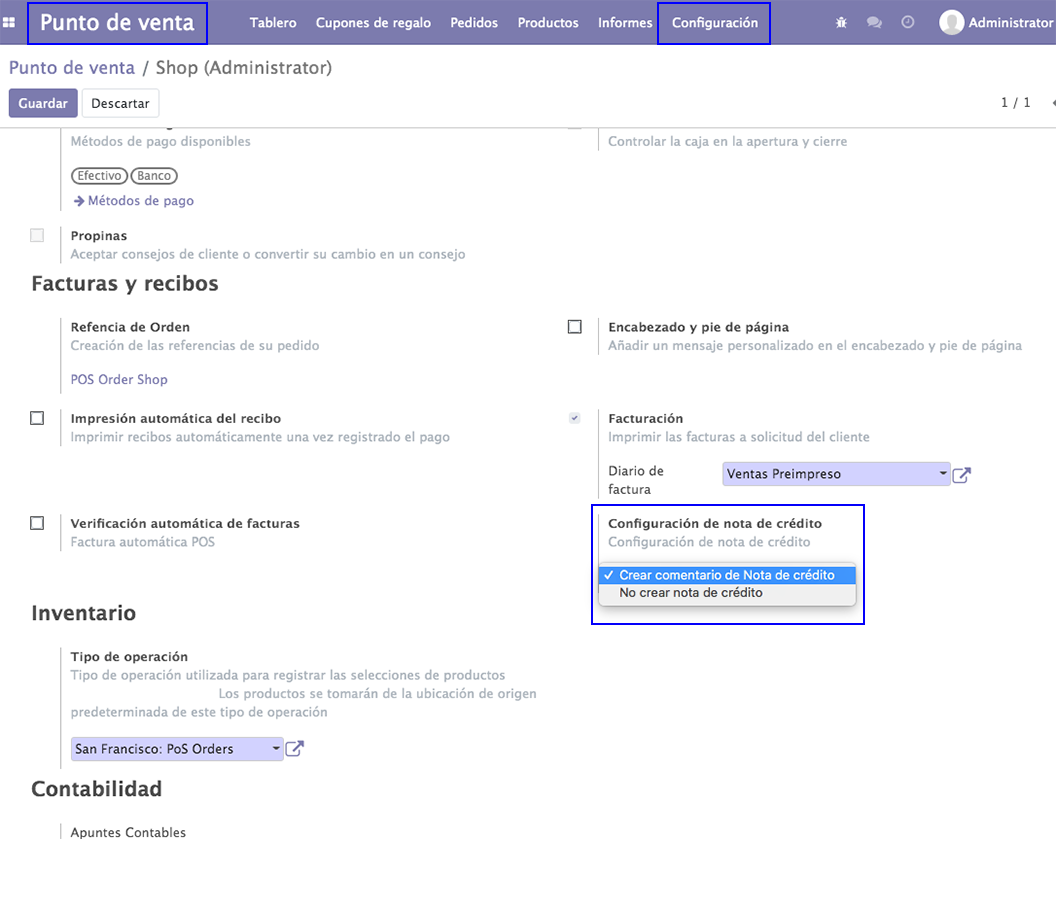 Punto de venta Tablero Cupones de regalo Pedidos Productos Informes Configuración Administrator
Punto de venta / Shop (Administrator)
Guardar Descartar 1 / 1
Métodos de pago disponibles
Efectivo Banco
Métodos de pago
Controlar la caja en la apertura y cierre
Propinas
Aceptar consejos de cliente o convertir su cambio en un consejo
Facturas y recibos
Refencia de Orden
Creación de las referencias de su pedido
POS Order Shop
Encabezado y pie de página
Añadir un mensaje personalizado en el encabezado y pie de página
Impresión automática del recibo
Imprimir recibos automáticamente una vez registrado el pago
Facturación
Imprimir las facturas a solicitud del cliente
Diario de
factura
Ventas Preimpreso
Verificación automática de facturas
Factura automática POS
Configuración de nota de crédito
Configuración de nota de crédito
✓ Crear comentario de Nota de crédito
No crear nota de crédito
Inventario
Tipo de operación
Tipo de operación utilizada para registrar las selecciones de productos
Los productos se tomarán de la ubicación de origen
predeterminada de este tipo de operación
San Francisco: PoS Orders
Contabilidad
Apuntes Contables